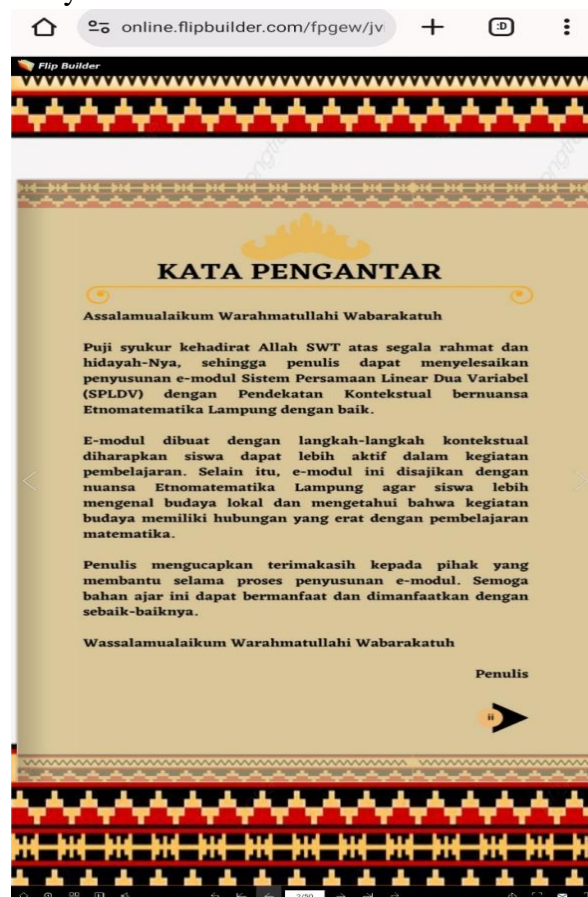 online.flipbuilder.com/fpgew/jv
:D
Flip Builder
KATA PENGANTAR
Assalamualaikum Warahmatullahi Wabarakatuh
Puji syukur kehadirat Allah SWT atas segala rahmat dan
hidayah-Nya, sehingga penulis dapat menyelesaikan
penyusunan e-modul Sistem Persamaan Linear Dua Variabel
(SPLDV) dengan Pendekatan Kontekstual bernuansa
Etnomatematika Lampung dengan baik.
E-modul dibuat dengan langkah-langkah kontekstual
diharapkan siswa dapat lebih aktif dalam kegiatan
pembelajaran. Selain itu, e-modul ini disajikan dengan
nuansa Etnomatematika Lampung agar siswa lebih
mengenal budaya lokal dan mengetahui bahwa kegiatan
budaya memiliki hubungan yang erat dengan pembelajaran
matematika.
Penulis mengucapkan terimakasih kepada pihak yang
membantu selama proses penyusunan e-modul. Semoga
bahan ajar ini dapat bermanfaat dan dimanfaatkan dengan
sebaik-baiknya.
Wassalamualaikum Warahmatullahi Wabarakatuh
Penulis
ii
2/50